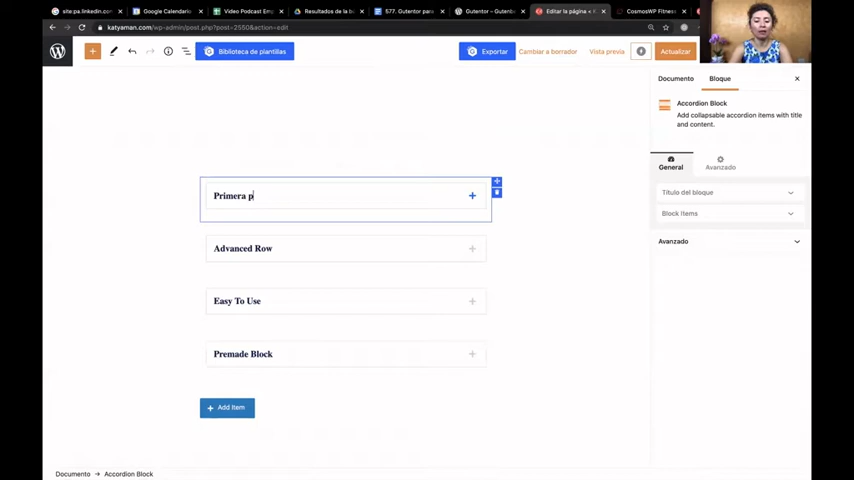 site.pa.linkedin.com
Google Calendario
Video Podcast Emp
Resultados de la b
577. Gutentor para
Gutentor – Gutenb
Editar la página <
CosmosWP Fitness
katyaman.com/wp-admin/post.php?post=2550&action=edit
Biblioteca de plantillas
Exportar
Cambiar a borrador
Vista previa
Actualizar
Documento
Bloque
Accordion Block
Add collapsable accordion items with title
and content.
General
Avanzado
Título del bloque
Block Items
Avanzado
Primera p
Advanced Row
Easy To Use
Premade Block
+ Add Item
Documento → Accordion Block